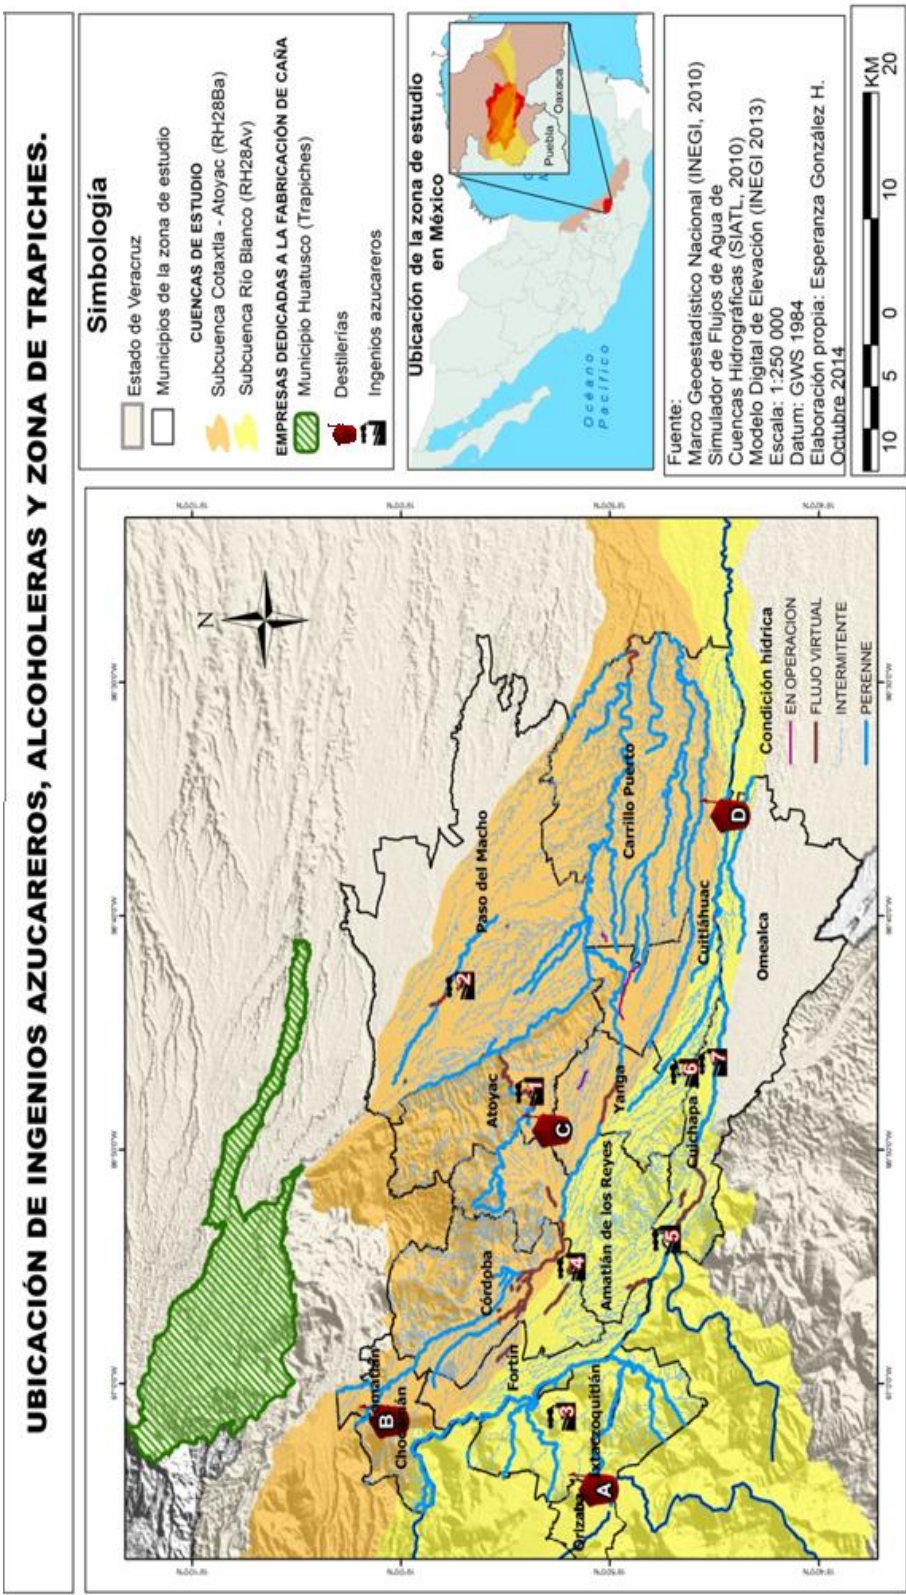 UBICACIÓN DE INGENIOS AZUCAREROS, ALCOHOLERAS Y ZONA DE TRAPICHES.
N
Paso del Macho
2
Atoyac
1
C
Carrillo Puerto
Yanga
Cuitláhuac
D
Omealca
6
7
Cuichapa
Amatlán de los Reyes
5
4
Córdoba
Fortín
B
Chocamán
3
Ixtaczoquitlán
A
Orizaba
Condición hídrica
EN OPERACION
FLUJO VIRTUAL
INTERMITENTE
PERENNE
Simbología
Estado de Veracruz
Municipios de la zona de estudio
CUENCAS DE ESTUDIO
Subcuenca Cotaxtla - Atoyac (RH28Ba)
Subcuenca Río Blanco (RH28Av)
EMPRESAS DEDICADAS A LA FABRICACIÓN DE CAÑA
Municipio Huatusco (Trapiches)
Destilerías
Ingenios azucareros
Ubicación de la zona de estudio
en México
Puebla
Oaxaca
Océano
Pacífico
Fuente:
Marco Geoestadístico Nacional (INEGI, 2010)
Simulador de Flujos de Agua de
Cuencas Hidrográficas (SIATL, 2010)
Modelo Digital de Elevación (INEGI 2013)
Escala: 1:250 000
Datum: GWS 1984
Elaboración propia: Esperanza González H.
Octubre 2014
10 5 0 10 20
KM